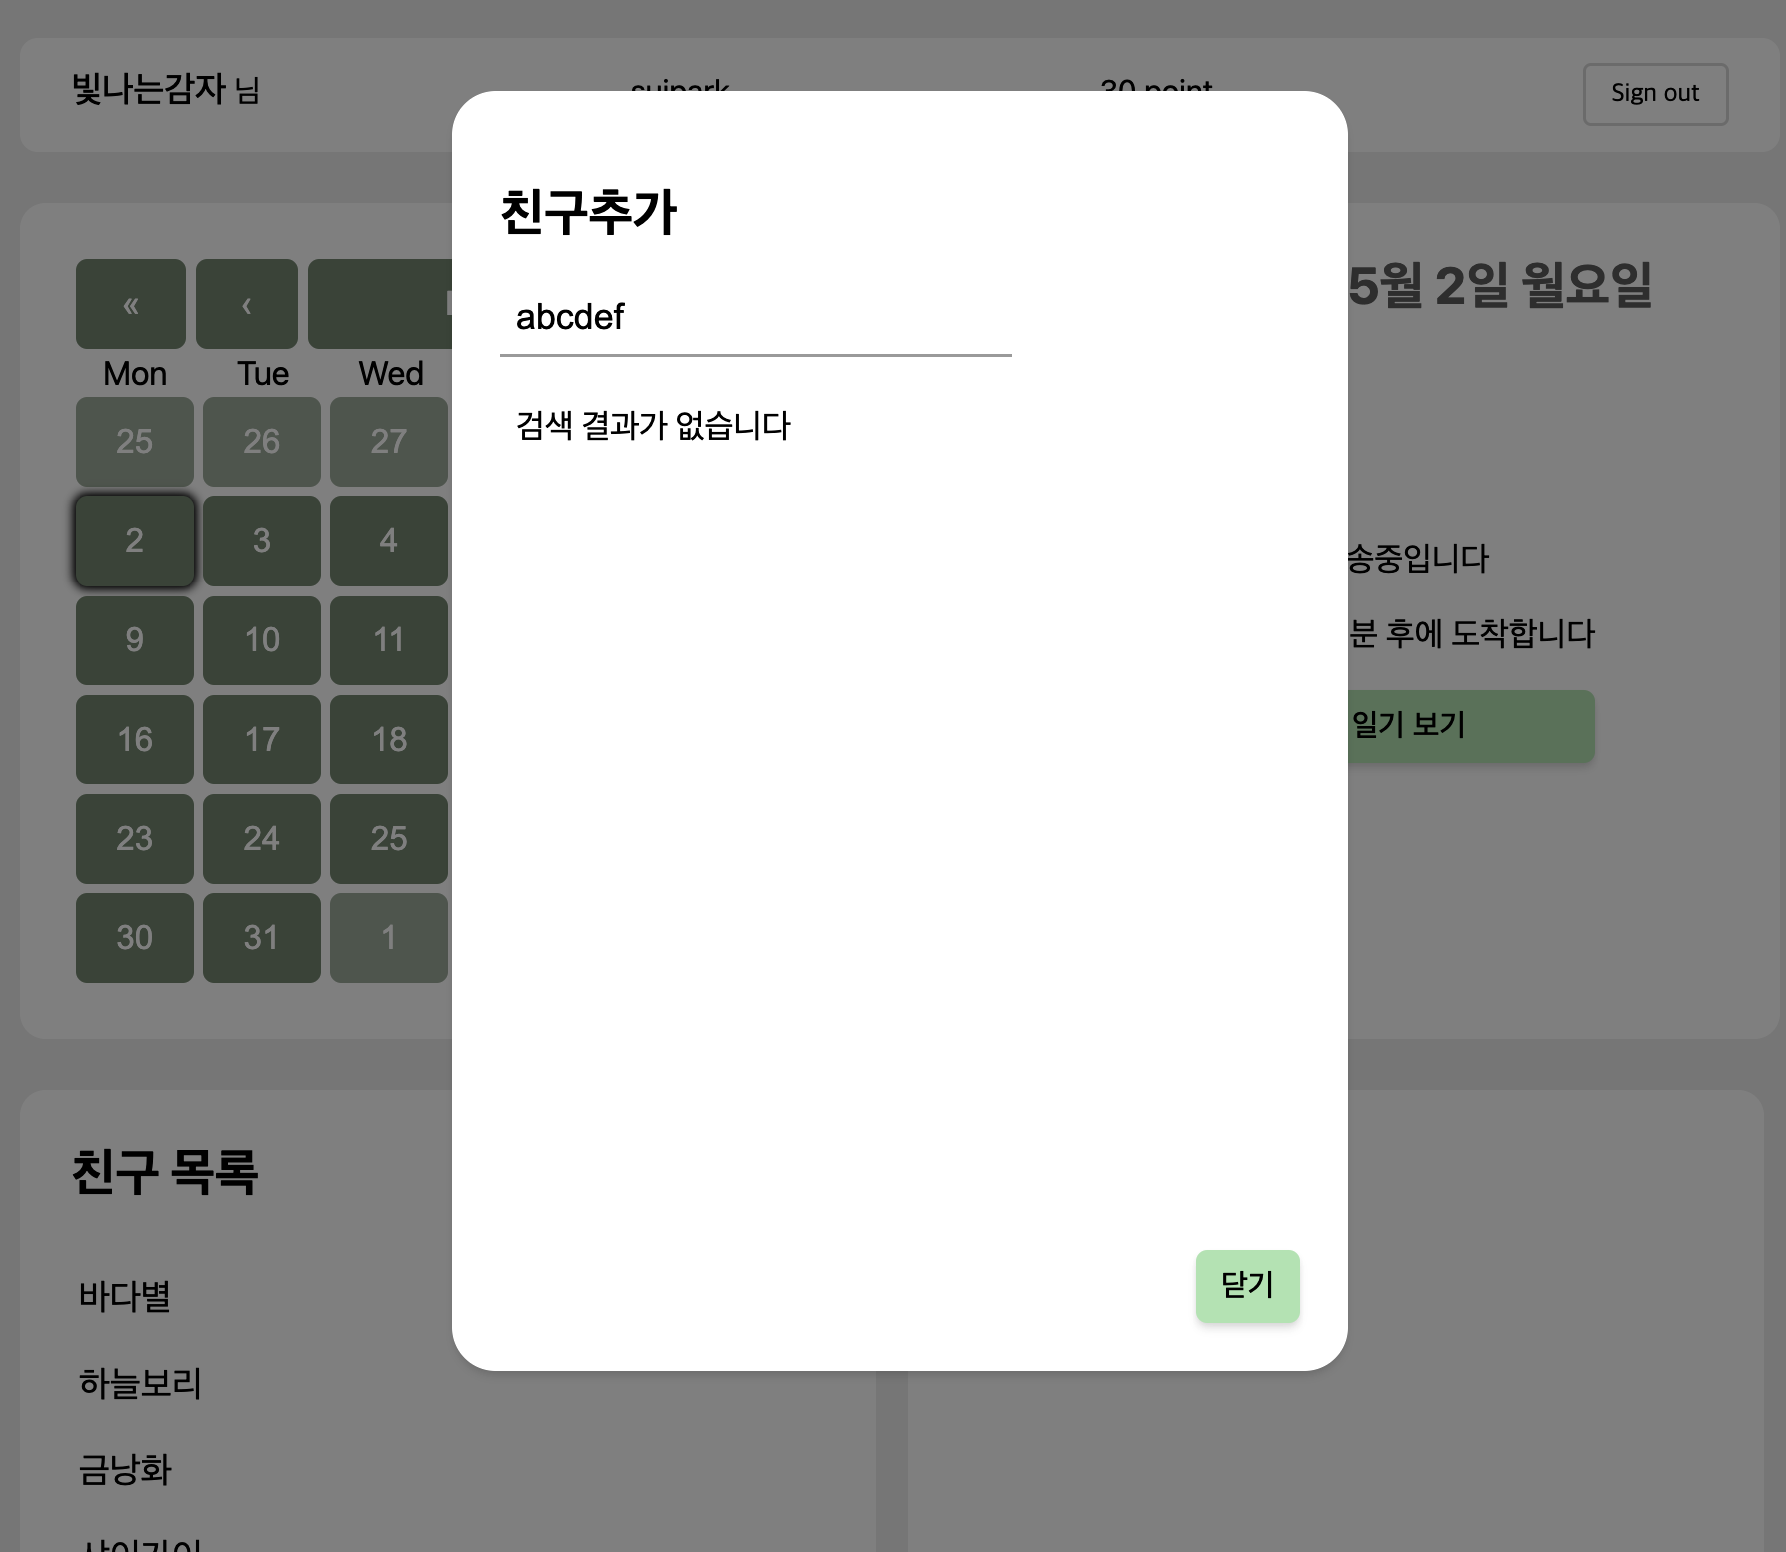 빛나는감자 님
suipark
30 point
Sign out
친구추가
abcdef
검색 결과가 없습니다
닫기
«
‹
Mon Tue Wed
25 26 27
2 3 4
9 10 11
16 17 18
23 24 25
30 31 1
5월 2일 월요일
송중입니다
분 후에 도착합니다
일기 보기
친구 목록
바다별
하늘보리
금낭화